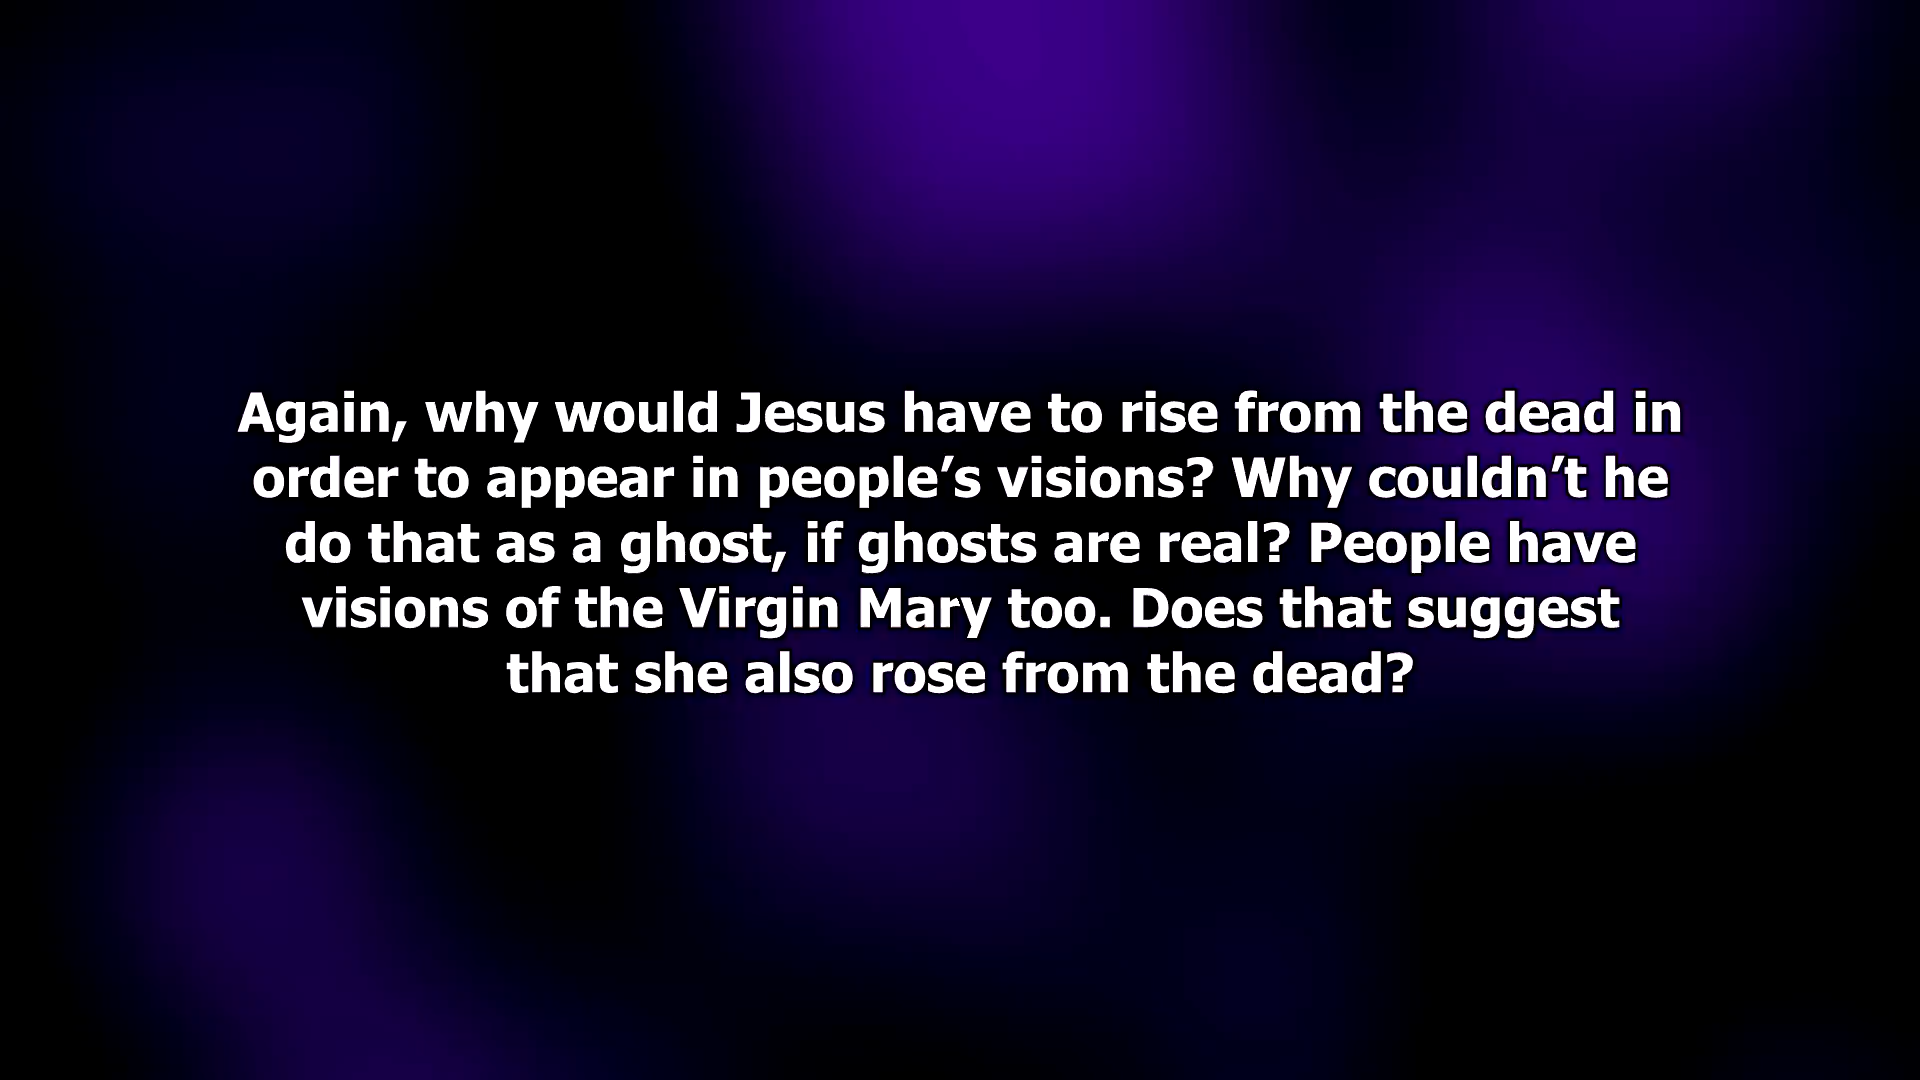 Again, why would Jesus have to rise from the dead in
order to appear in people’s visions? Why couldn’t he
do that as a ghost, if ghosts are real? People have
visions of the Virgin Mary too. Does that suggest
that she also rose from the dead?